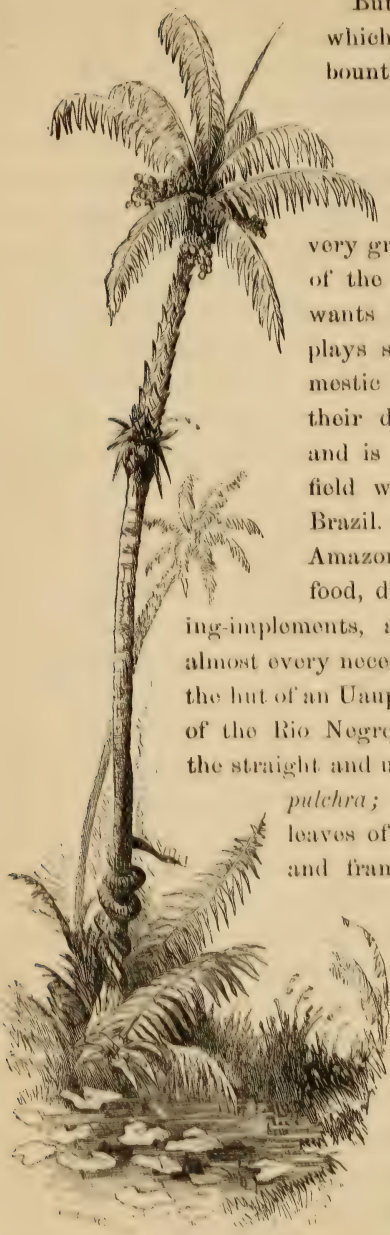 But
which
bount
very gr
of the
wants
plays s
mestic
their d
and is
field w
Brazil.
Amazon
food, d
ing-implements, a
almost every nece
the hut of an Uaup
of the Rio Negro
the straight and u
pulchra;
leaves of
and fram